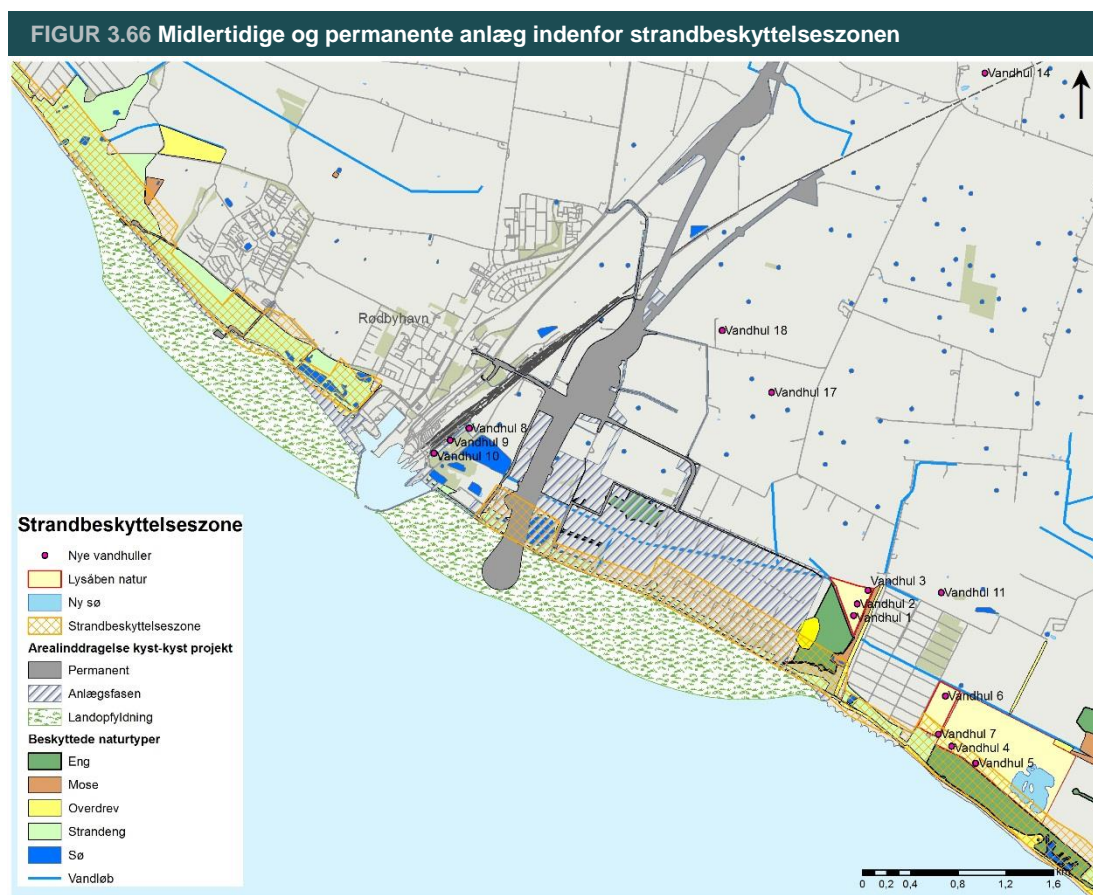 FIGUR 3.66 Midlertidige og permanente anlæg indenfor strandbeskyttelseszonen
Vandhul 14
Rødbyhavn
Vandhul 18
Vandhul 17
Vandhul 8
Vandhul 9
Vandhul 10
Vandhul 3
Vandhul 11
Vandhul 2
Vandhul 1
Vandhul 6
Vandhul 7
Vandhul 4
Vandhul 5
Strandbeskyttelseszone
Nye vandhuller
Lysåben natur
Ny sø
Strandbeskyttelseszone
Arealinddragelse kyst-kyst projekt
Permanent
Anlægsfasen
Landopfyldning
Beskyttede naturtyper
Eng
Mose
Overdrev
Strandeng
Sø
Vandløb
km
0 0,2 0,4 0,8 1,2 1,6